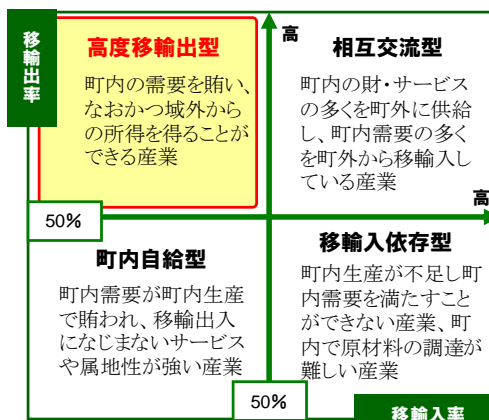 移輸出率
高度移輸出型
町内の需要を賄い、
なおかつ域外から
の所得を得ることが
できる産業
高
相互交流型
町内の財・サービス
の多くを町外に供給
し、町内需要の多く
を町外から移輸入し
ている産業
高
50%
町内自給型
町内需要が町内生産
で賄われ、移輸出入
になじまないサービス
や属地性が強い産業
移輸入依存型
町内生産が不足し町
内需要を満たすこと
ができない産業、町
内で原材料の調達が
難しい産業
50%
移輸入率